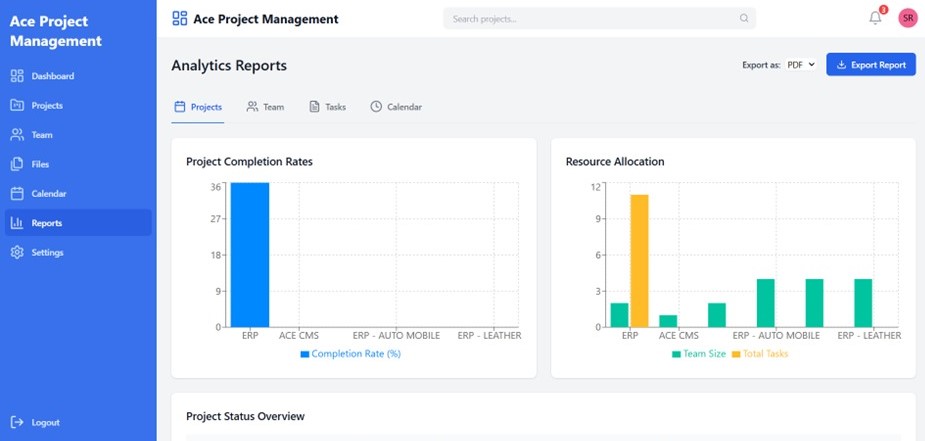 Ace Project
Management
Dashboard
Projects
Team
Files
Calendar
Reports
Settings
Logout
Ace Project Management
Search projects...
3
SR
Analytics Reports
Export as: PDF
Export Report
Projects Team Tasks Calendar
Project Completion Rates
36
27
18
9
0
ERP ACE CMS ERP - AUTO MOBILE ERP - LEATHER
Completion Rate (%)
Resource Allocation
12
9
6
3
0
ERP ACE CMS ERP - AUTO MOBILE ERP - LEATHER
Team Size Total Tasks
Project Status Overview